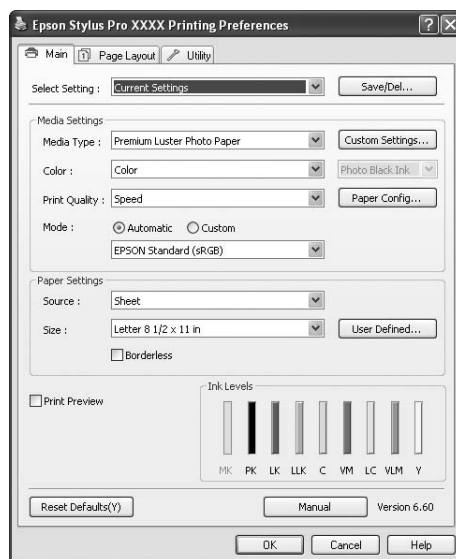 Epson Stylus Pro XXXX Printing Preferences
Main Page Layout Utility
Select Setting : Current Settings Save/Del...
Media Settings
Media Type : Premium Luster Photo Paper Custom Settings...
Color : Color Photo Black Ink
Print Quality : Speed Paper Config...
Mode : Automatic Custom
EPSON Standard (sRGB)
Paper Settings
Source : Sheet
Size : Letter 8 1/2 x 11 in User Defined...
Borderless
Print Preview
Ink Levels
MK PK LK LLK C VM LC VLM Y
Reset Defaults(Y) Manual Version 6.60
OK Cancel Help